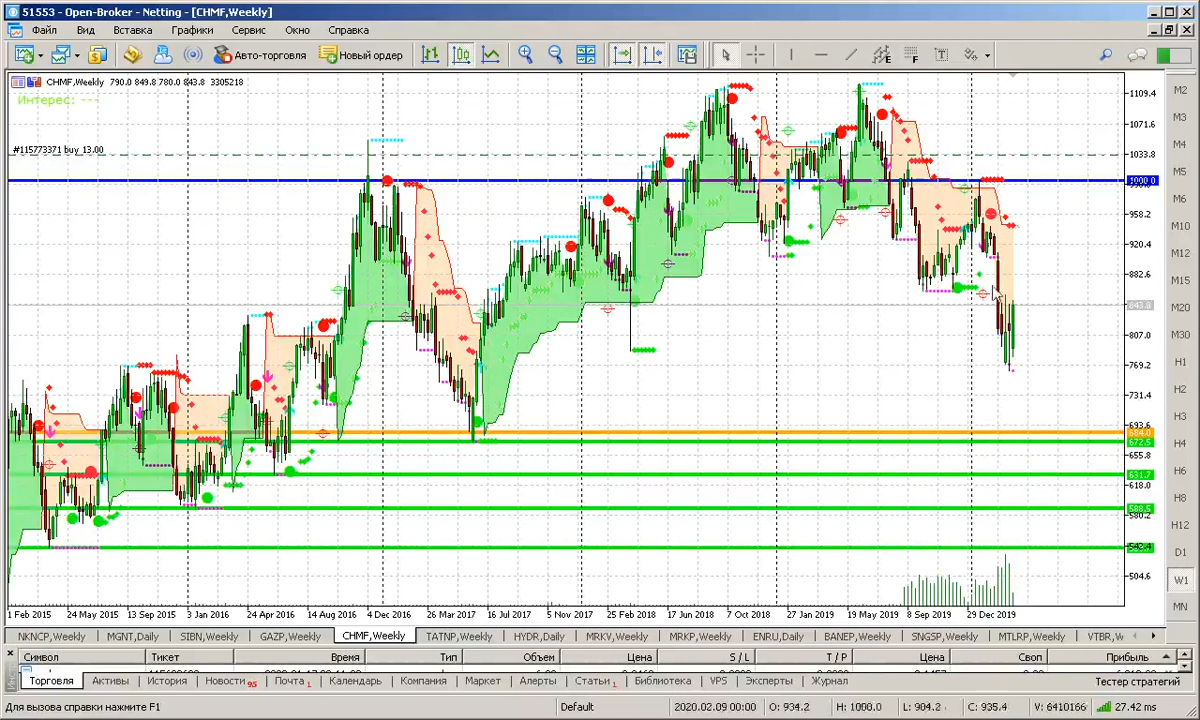 51553 - Open-Broker - Netting - [CHMF,Weekly]
Файл Вид Вставка Графики Сервис Окно Справка
Авто-торговля Новый ордер
CHMF,Weekly 790.0 849.8 780.0 843.8 3305218
Интерес: ---
#115773371 buy 13.00
1109.4
1071.6
1033.8
1000.0
958.2
920.4
882.6
843.8
807.0
769.2
731.4
693.6
684.0
672.5
655.8
631.7
618.0
588.5
580.2
504.6
M2
M3
M4
M5
M6
M10
M12
M15
M20
M30
H1
H2
H3
H4
H6
H8
H12
D1
W1
MN
1 Feb 2015 24 May 2015 13 Sep 2015 3 Jan 2016 24 Apr 2016 14 Aug 2016 4 Dec 2016 26 Mar 2017 16 Jul 2017 5 Nov 2017 25 Feb 2018 17 Jun 2018 7 Oct 2018 27 Jan 2019 19 May 2019 8 Sep 2019 29 Dec 2019
NKNCP,Weekly MGNT,Daily SIBN,Weekly GAZP,Weekly CHMF,Weekly TATNP,Weekly HYDR,Daily MRKV,Weekly MRKP,Weekly ENRU,Daily BANEP,Weekly SNGSP,Weekly MTLRP,Weekly VTBR,W
Символ Тикет Время Тип Объем Цена S / L T / P Цена Своп Прибыль
Торговля Активы История Новости 95 Почта 1 Календарь Компания Маркет Алерты Статьи 1 Библиотека VPS Эксперты Журнал Тестер стратегий
Для вызова справки нажмите F1 Default 2020.02.09 00:00 O: 934.2 H: 1000.0 L: 904.2 C: 935.4 V: 6410166 27.42 ms